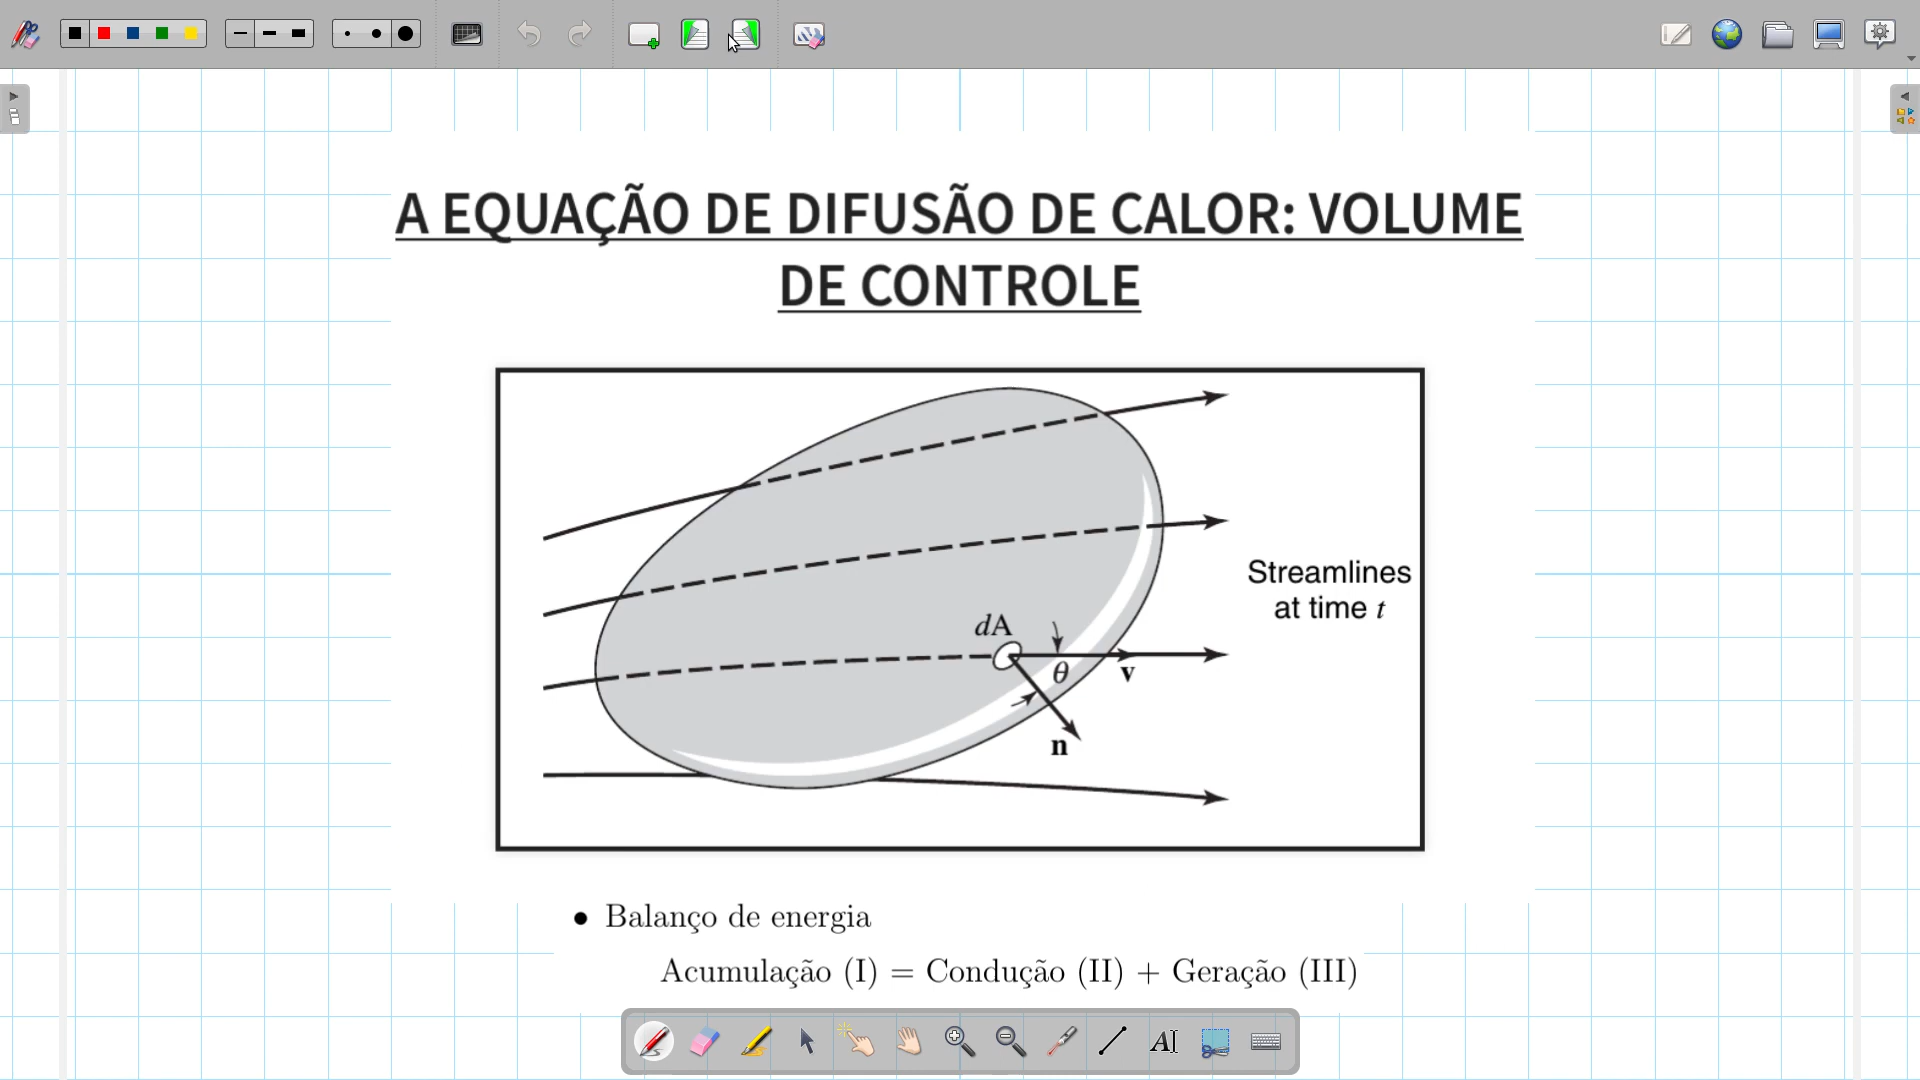 A EQUAÇÃO DE DIFUSÃO DE CALOR: VOLUME
DE CONTROLE
Streamlines
at time t
dA
θ
v
n
• Balanço de energia
Acumulação (I) = Condução (II) + Geração (III)